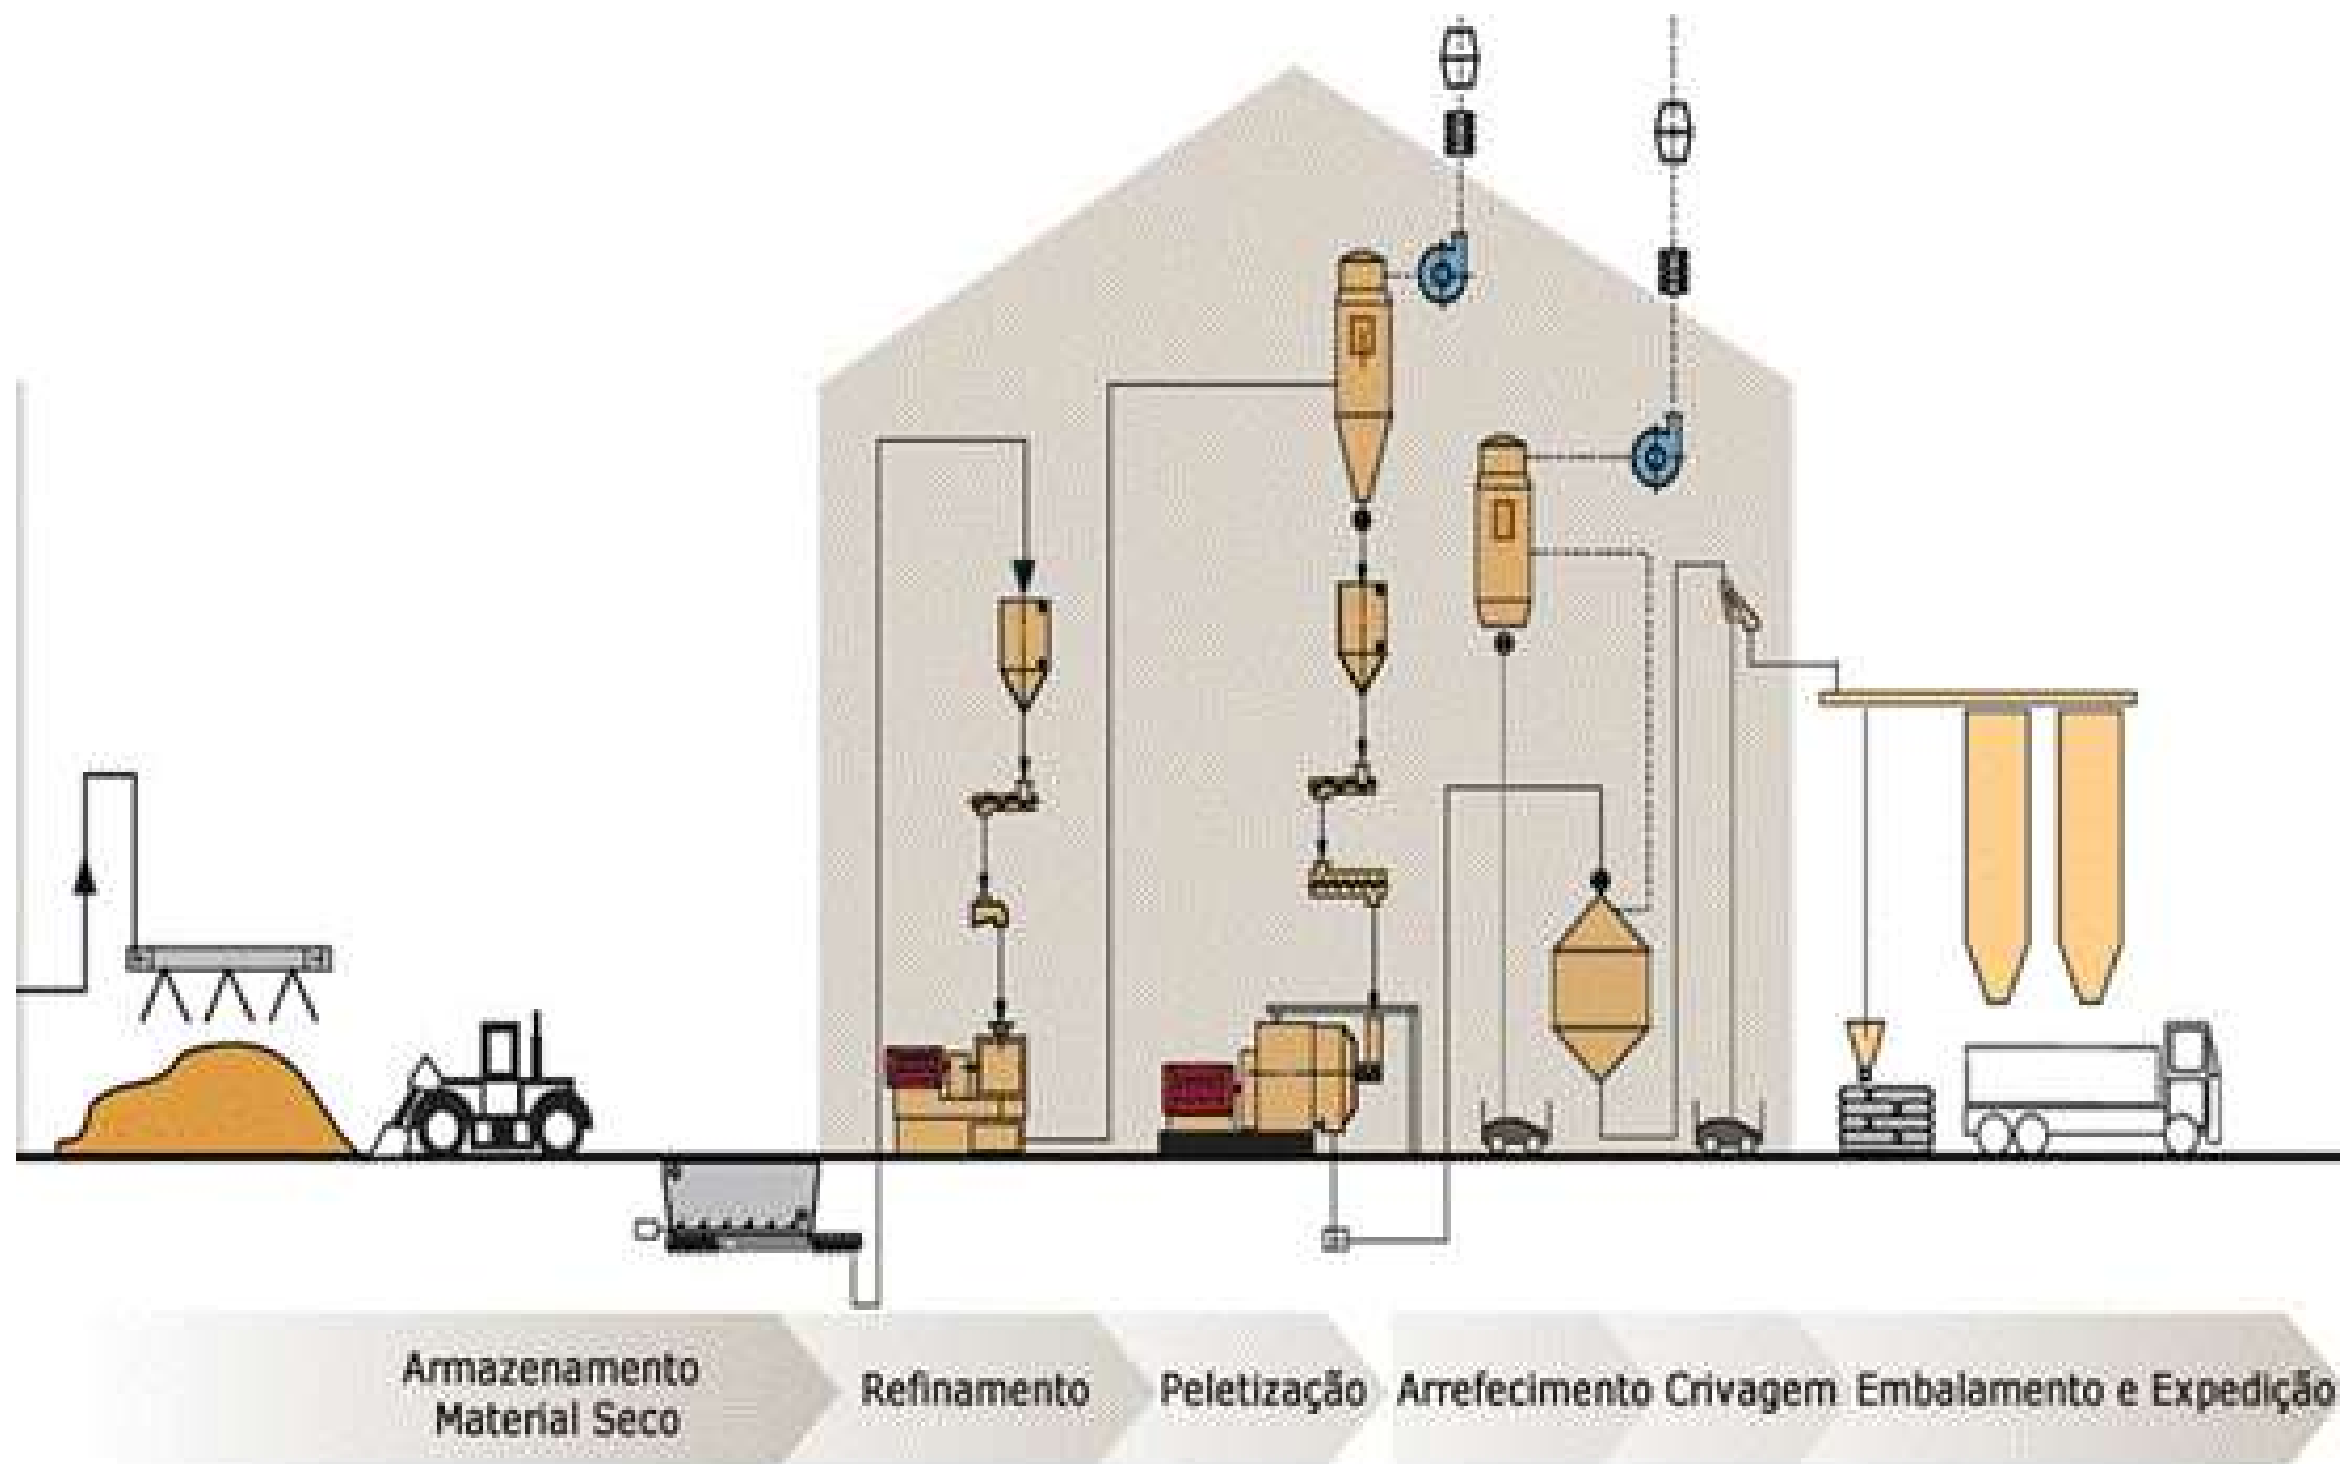 Armazenamento
Material Seco
Refinamento
Peletização
Arrefecimento
Crivagem
Embalamento e Expedição